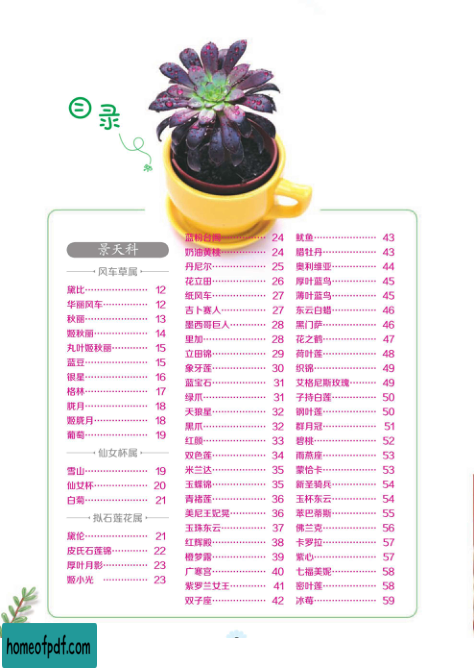 目录
景天科
风车草属
黛比 12
华丽风车 12
秋丽 13
姬秋丽 14
丸叶姬秋丽 15
蓝豆 15
银星 16
格林 17
胧月 18
姬胧月 18
葡萄 19
仙女杯属
雪山 19
仙女杯 20
白菊 21
拟石莲花属
黛伦 21
皮氏石莲锦 22
厚叶月影 23
姬小光 23
蓝粉台阁 24
奶油黄桃 24
丹尼尔 25
花立田 26
纸风车 27
吉卜赛人 27
墨西哥巨人 28
里加 28
立田锦 29
象牙莲 30
蓝宝石 31
绿爪 31
天狼星 32
黑爪 32
红颜 33
双色莲 34
米兰达 35
玉蝶锦 35
青渚莲 36
美尼王妃晃 36
玉珠东云 37
红辉殿 38
橙梦露 39
广寒宫 40
紫罗兰女王 41
双子座 42
鱿鱼 43
腊牡丹 43
奥利维亚 44
厚叶蓝鸟 45
薄叶蓝鸟 45
东云白蜡 46
黑门萨 46
花之鹤 47
荷叶莲 48
织锦 49
艾格尼斯玫瑰 49
子持白莲 50
钢叶莲 50
群月冠 51
碧桃 52
雨燕座 53
蒙恰卡 53
新圣骑兵 54
玉杯东云 54
苯巴蒂斯 55
佛兰克 56
卡罗拉 57
紫心 57
七福美妮 58
密叶莲 58
冰莓 59
homeofpdf.com